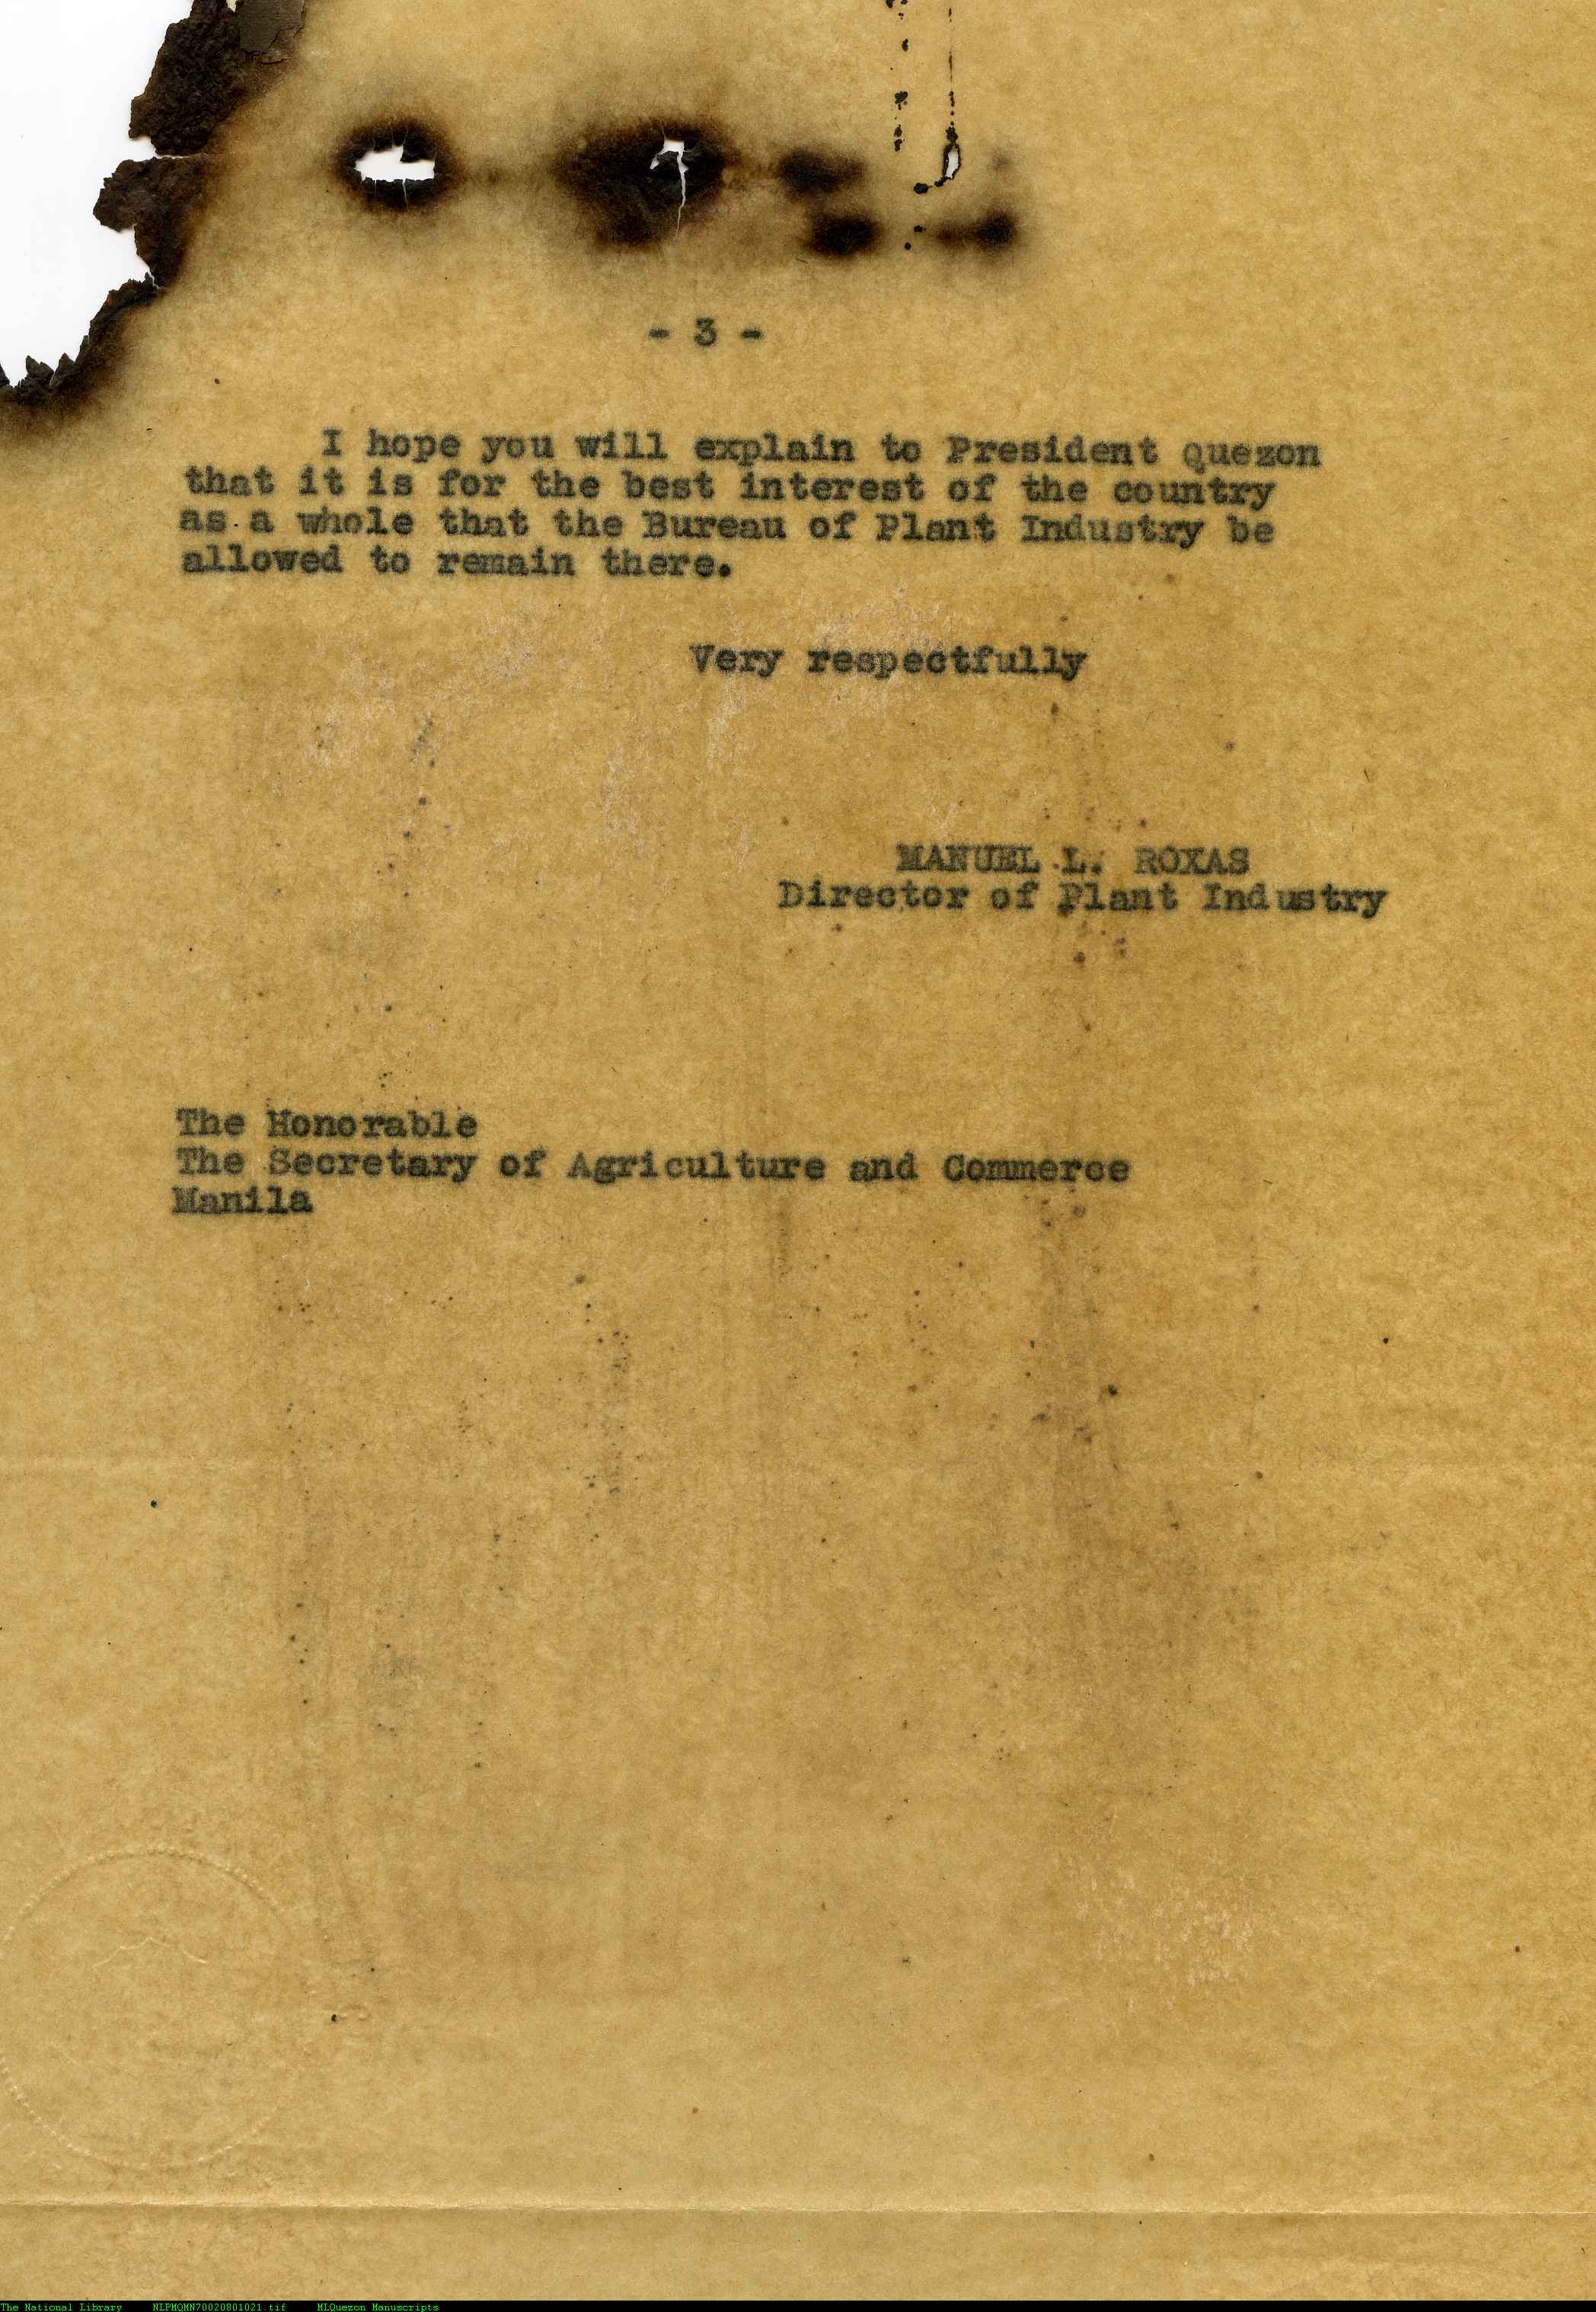 - 3 -
I hope you will explain to President Quezon
that it is for the best interest of the country
as a whole that the Bureau of Plant Industry be
allowed to remain there.
Very respectfully
MANUEL L. ROXAS
Director of Plant Industry
The Honorable
The Secretary of Agriculture and Commerce
Manila
The National Library NLPMQMN70020801021.tif MLQuezon Manuscripts